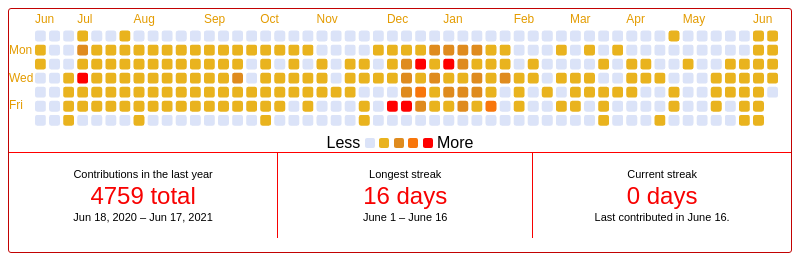 Jun Jul Aug Sep Oct Nov Dec Jan Feb Mar Apr May Jun
Mon
Wed
Fri
Less More
Contributions in the last year
4759 total
Jun 18, 2020 – Jun 17, 2021
Longest streak
16 days
June 1 – June 16
Current streak
0 days
Last contributed in June 16.